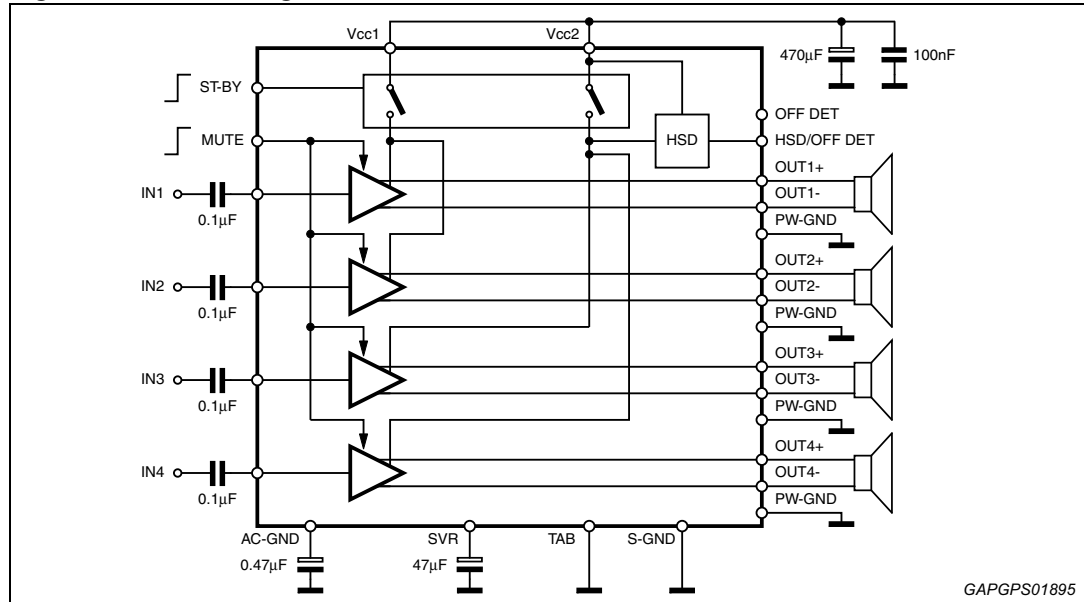 Vcc1
Vcc2
470μF
100nF
ST-BY
OFF DET
MUTE
HSD
HSD/OFF DET
OUT1+
IN1
OUT1-
0.1μF
PW-GND
OUT2+
IN2
OUT2-
0.1μF
PW-GND
OUT3+
IN3
OUT3-
0.1μF
PW-GND
OUT4+
IN4
OUT4-
0.1μF
PW-GND
AC-GND
SVR
TAB
S-GND
0.47μF
47μF
GAPGPS01895